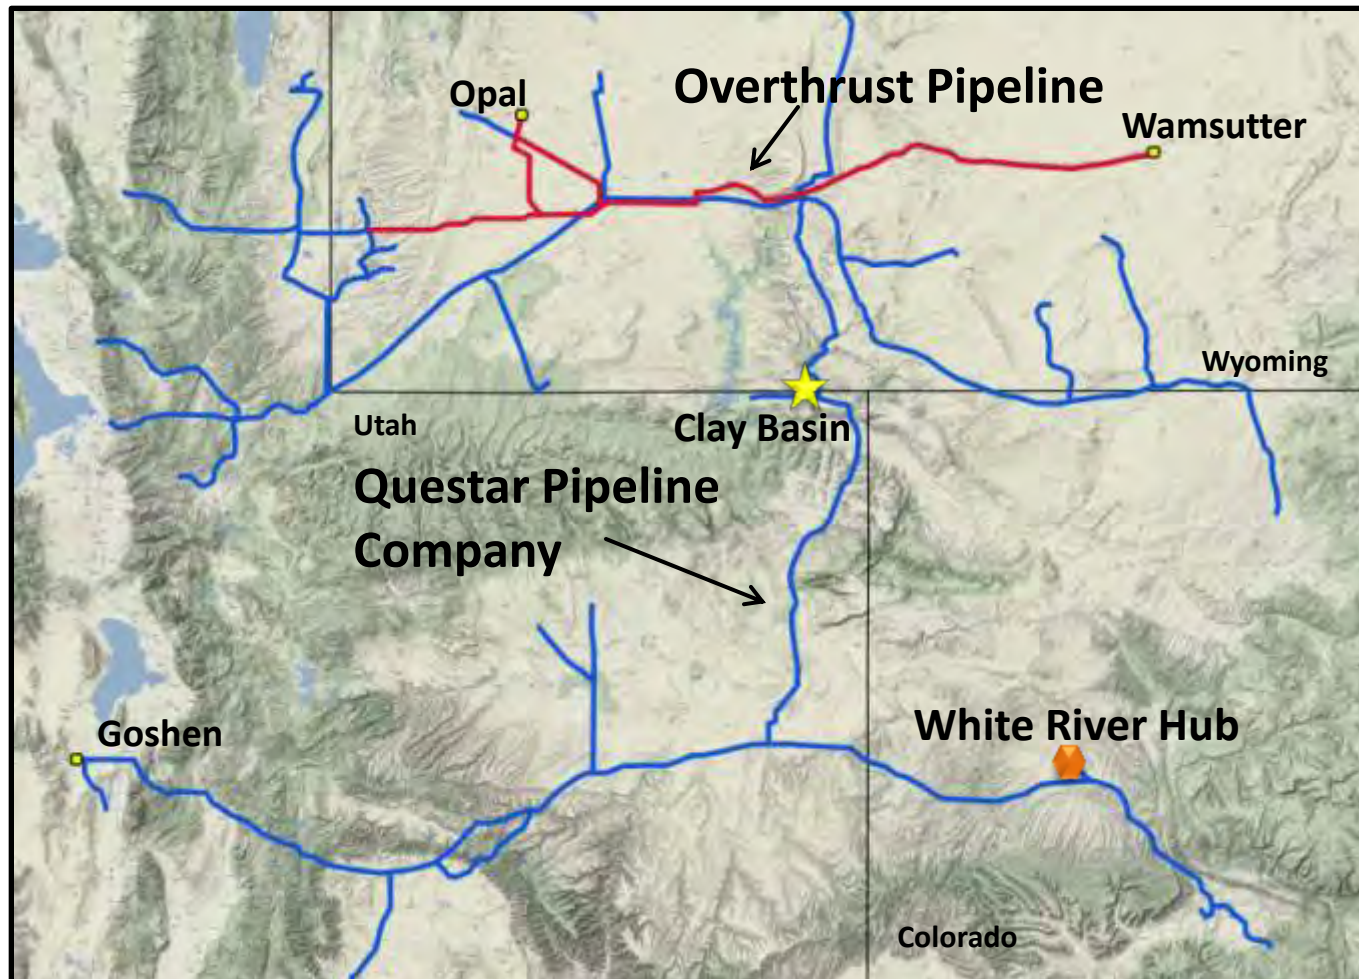 Overthrust Pipeline
Opal
Wamsutter
Wyoming
Utah
Clay Basin
Questar Pipeline
Company
White River Hub
Goshen
Colorado